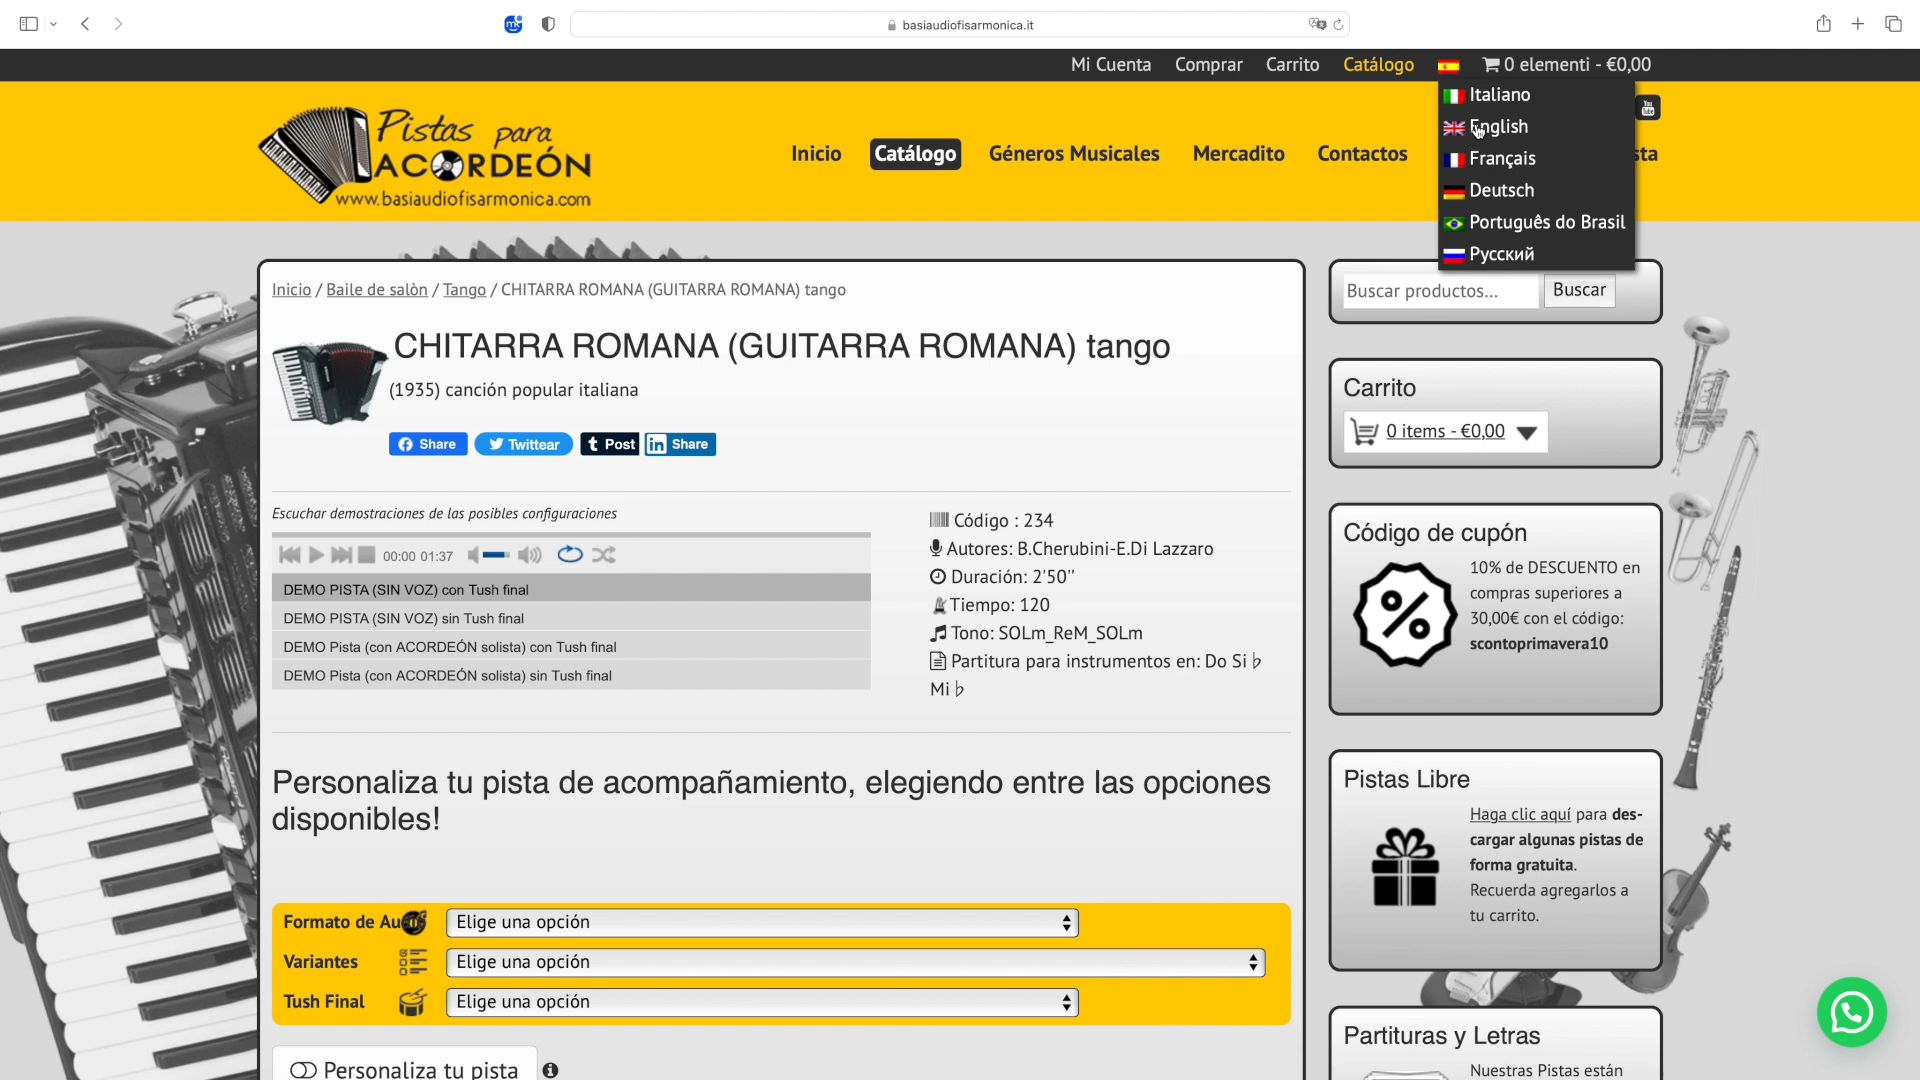 basiaudiofisarmonica.it
Mi Cuenta Comprar Carrito Catálogo 0 elementi - €0,00
Italiano
English
Français
Deutsch
Português do Brasil
Русский
You Tube
Pistas para
ACORDEÓN
www.basiaudiofisarmonica.com
Inicio Catálogo Géneros Musicales Mercadito Contactos sta
Inicio / Baile de salòn / Tango / CHITARRA ROMANA (GUITARRA ROMANA) tango
CHITARRA ROMANA (GUITARRA ROMANA) tango
(1935) canción popular italiana
Share Twittear Post Share
Escuchar demostraciones de las posibles configuraciones
00:00 01:37
DEMO PISTA (SIN VOZ) con Tush final
DEMO PISTA (SIN VOZ) sin Tush final
DEMO Pista (con ACORDEÓN solista) con Tush final
DEMO Pista (con ACORDEÓN solista) sin Tush final
Código : 234
Autores: B.Cherubini-E.Di Lazzaro
Duración: 2'50''
Tiempo: 120
Tono: SOLm_ReM_SOLm
Partitura para instrumentos en: Do Si ♭
Mi ♭
Personaliza tu pista de acompañamiento, elegiendo entre las opciones
disponibles!
Formato de Au Elige una opción
Variantes Elige una opción
Tush Final Elige una opción
Personaliza tu pista
Buscar productos... Buscar
Carrito
0 items - €0,00
Código de cupón
10% de DESCUENTO en
compras superiores a
30,00€ con el código:
scontoprimavera10
Pistas Libre
Haga clic aquí para des-
cargar algunas pistas de
forma gratuita.
Recuerda agregarlos a
tu carrito.
Partituras y Letras
Nuestras Pistas están